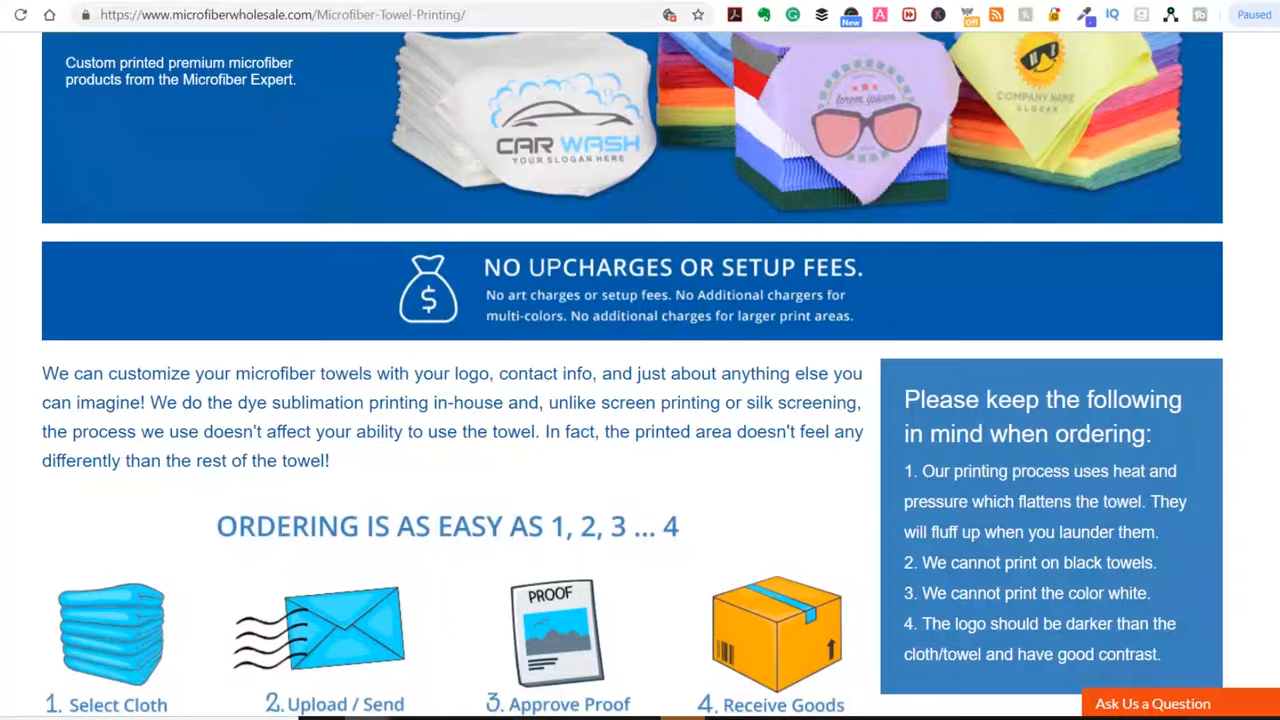 https://www.microfiberwholesale.com/Microfiber-Towel-Printing/
New
Off
IQ
Paused
Custom printed premium microfiber
products from the Microfiber Expert.
CAR WASH
YOUR SLOGAN HERE
lorem ipsum
COMPANY NAME
SLOGAN
NO UPCHARGES OR SETUP FEES.
No art charges or setup fees. No Additional chargers for
multi-colors. No additional charges for larger print areas.
We can customize your microfiber towels with your logo, contact info, and just about anything else you
can imagine! We do the dye sublimation printing in-house and, unlike screen printing or silk screening,
the process we use doesn't affect your ability to use the towel. In fact, the printed area doesn't feel any
differently than the rest of the towel!
Please keep the following
in mind when ordering:
1. Our printing process uses heat and
pressure which flattens the towel. They
will fluff up when you launder them.
2. We cannot print on black towels.
3. We cannot print the color white.
4. The logo should be darker than the
cloth/towel and have good contrast.
ORDERING IS AS EASY AS 1, 2, 3 ... 4
PROOF
1. Select Cloth
2. Upload / Send
3. Approve Proof
4. Receive Goods
Ask Us a Question